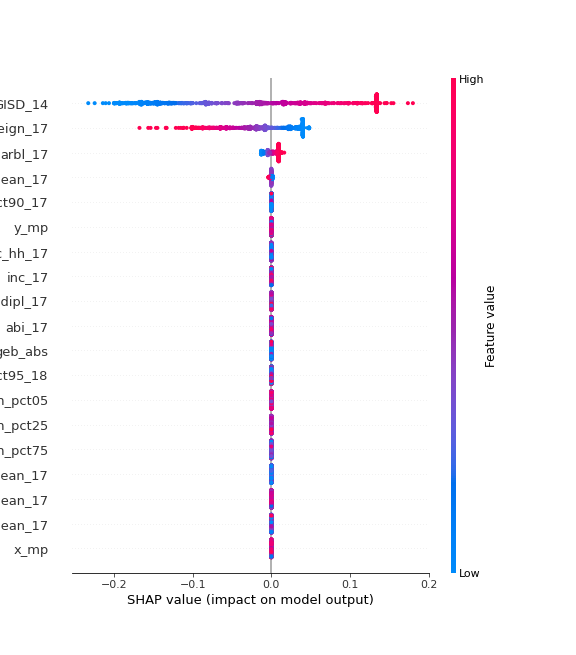 High
GISD_14
eign_17
arbl_17
ean_17
ct90_17
y_mp
t_hh_17
inc_17
dipl_17
abi_17
geb_abs
ct95_18
n_pct05
n_pct25
n_pct75
ean_17
ean_17
ean_17
x_mp
Feature value
Low
−0.2 −0.1 0.0 0.1 0.2
SHAP value (impact on model output)